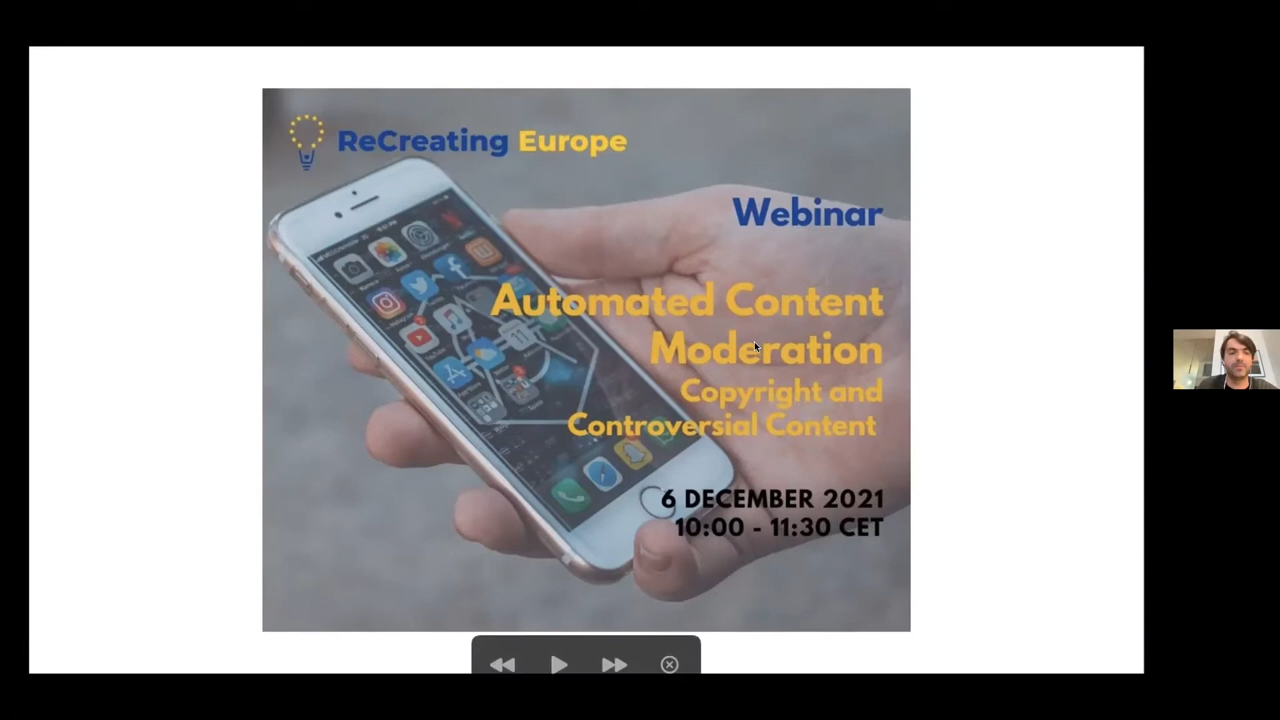 ReCreating Europe
Webinar
Automated Content
Moderation
Copyright and
Controversial Content
6 DECEMBER 2021
10:00 - 11:30 CET